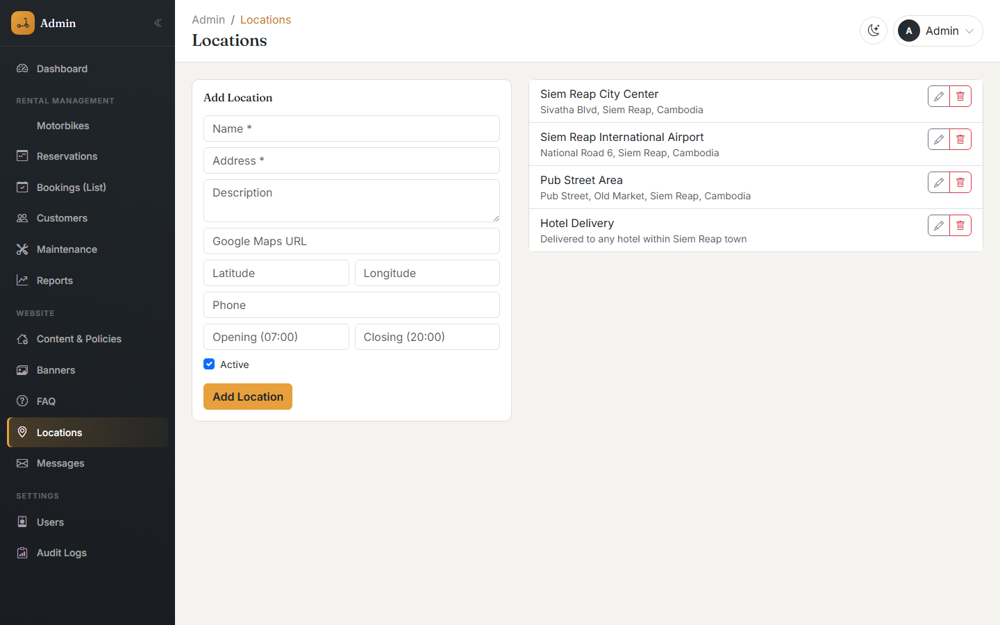 Admin
Dashboard
RENTAL MANAGEMENT
Motorbikes
Reservations
Bookings (List)
Customers
Maintenance
Reports
WEBSITE
Content & Policies
Banners
FAQ
Locations
Messages
SETTINGS
Users
Audit Logs
Admin / Locations
Locations
A Admin
Add Location
Name *
Address *
Description
Google Maps URL
Latitude Longitude
Phone
Opening (07:00) Closing (20:00)
Active
Add Location
Siem Reap City Center
Sivatha Blvd, Siem Reap, Cambodia
Siem Reap International Airport
National Road 6, Siem Reap, Cambodia
Pub Street Area
Pub Street, Old Market, Siem Reap, Cambodia
Hotel Delivery
Delivered to any hotel within Siem Reap town